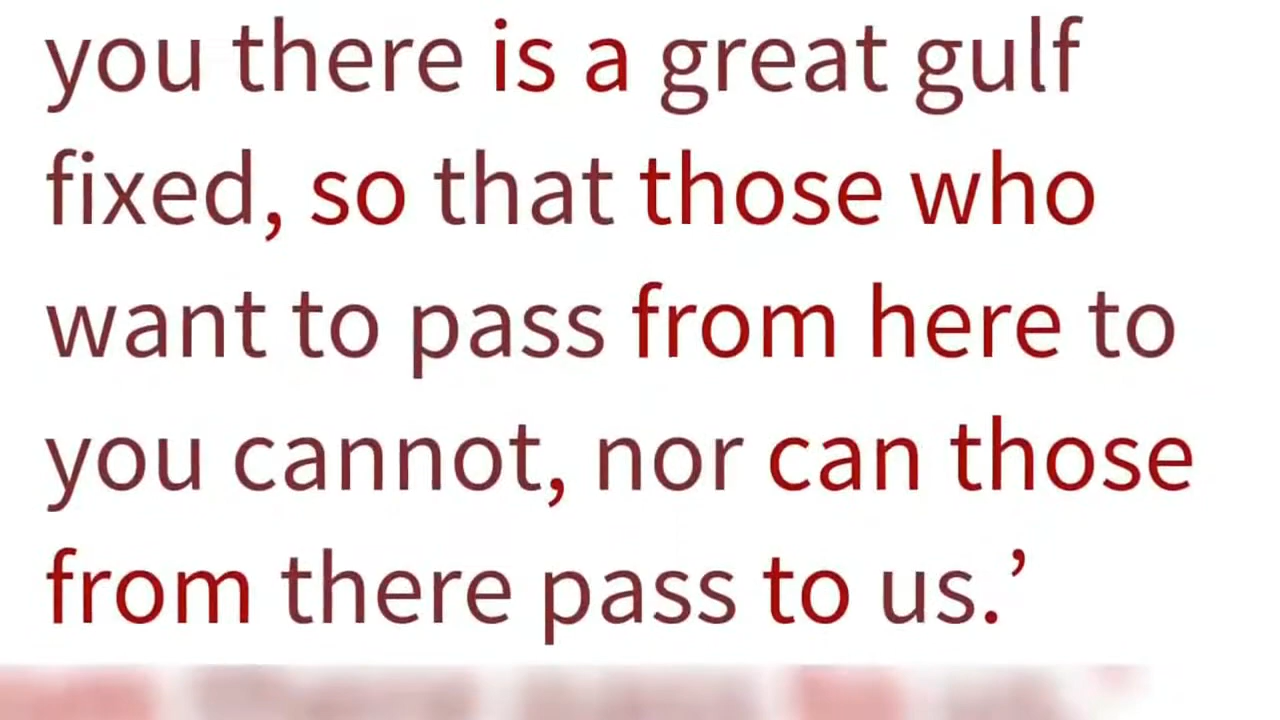 you there is a great gulf
fixed, so that those who
want to pass from here to
you cannot, nor can those
from there pass to us.’